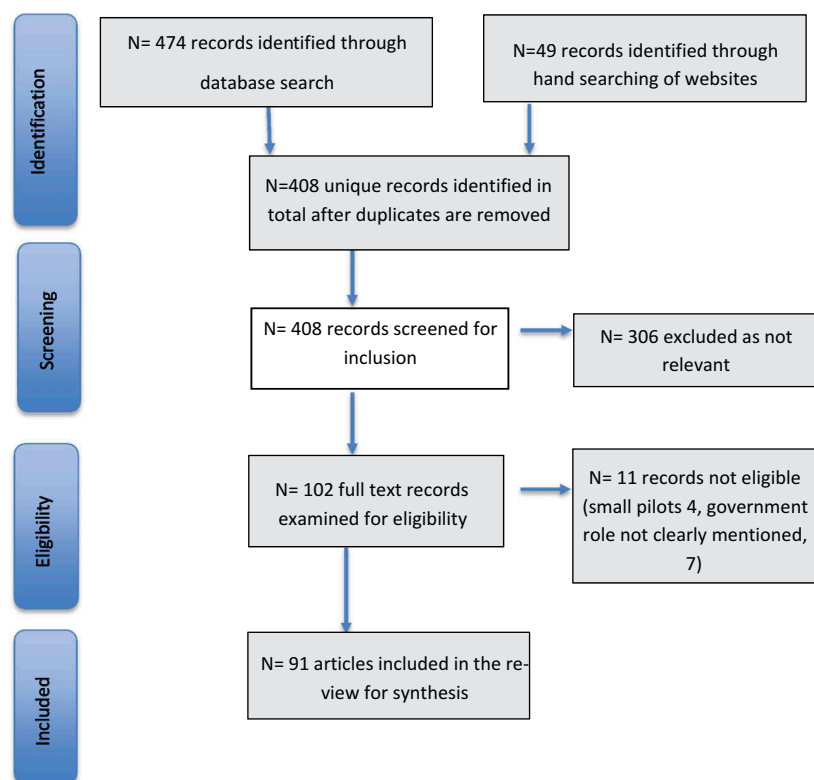 Identification
N= 474 records identified through
database search
N=49 records identified through
hand searching of websites
N=408 unique records identified in
total after duplicates are removed
Screening
N= 408 records screened for
inclusion
N= 306 excluded as not
relevant
Eligibility
N= 102 full text records
examined for eligibility
N= 11 records not eligible
(small pilots 4, government
role not clearly mentioned,
7)
Included
N= 91 articles included in the re-
view for synthesis